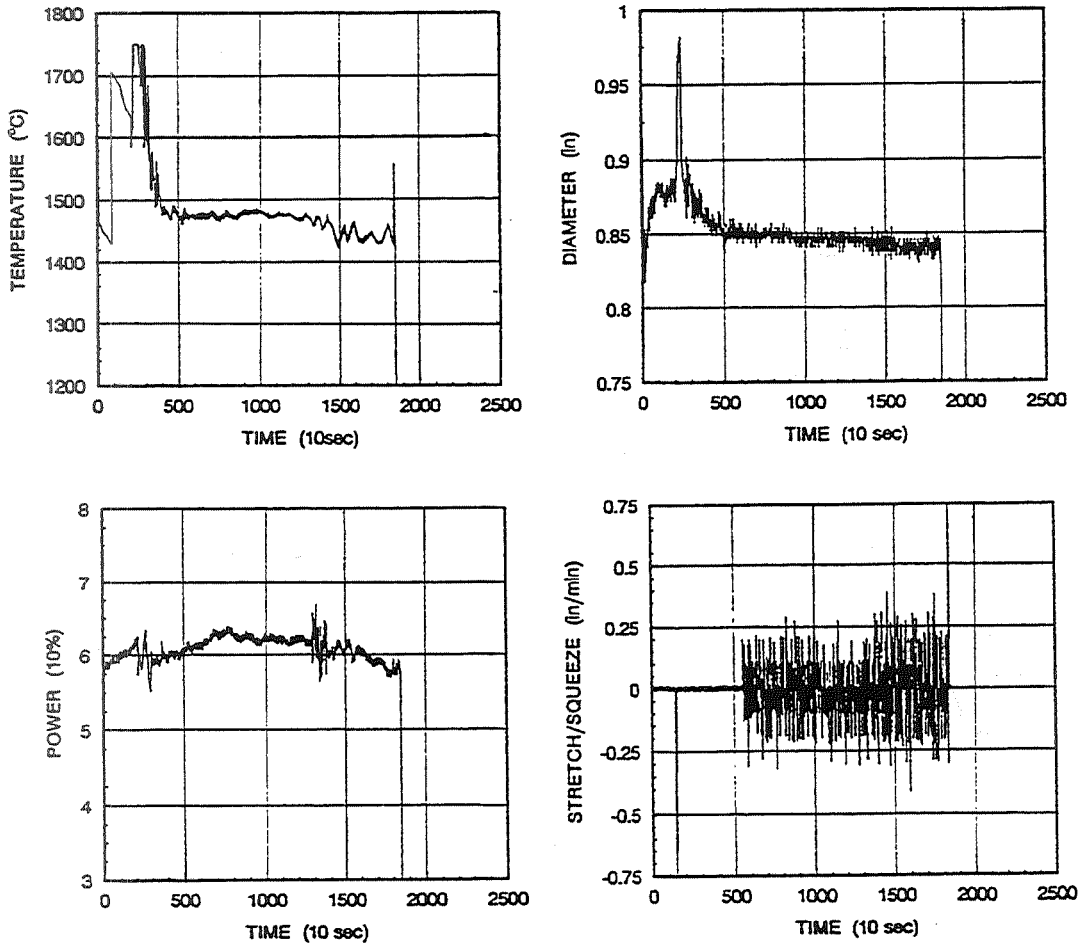 1800
1700
1600
1500
1400
1300
1200
TEMPERATURE (°C)
0 500 1000 1500 2000 2500
TIME (10sec)
1
0.95
0.9
0.85
0.8
0.75
DIAMETER (in)
0 500 1000 1500 2000 2500
TIME (10 sec)
8
7
6
5
4
3
POWER (10%)
0 500 1000 1500 2000 2500
TIME (10 sec)
0.75
0.5
0.25
0
-0.25
-0.5
-0.75
STRETCH/SQUEEZE (in/min)
0 500 1000 1500 2000 2500
TIME (10 sec)